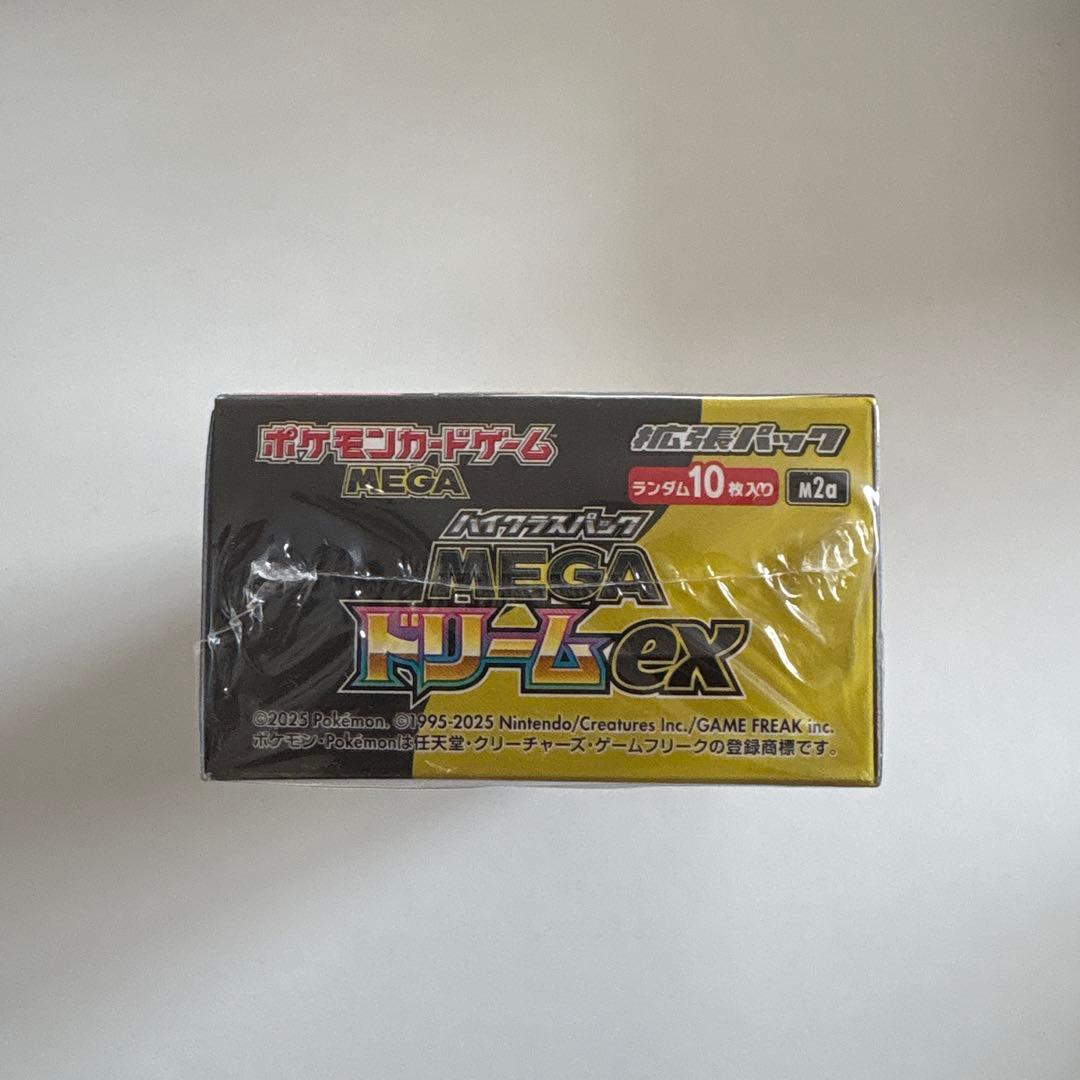 ポケモンカードゲーム
MEGA
拡張パック
ランダム10枚入り
M2a
ハイクラスパック
MEGA
ドリームex
©2025 Pokémon. ©1995-2025 Nintendo/Creatures Inc./GAME FREAK inc.
ポケモン・Pokémonは任天堂・クリーチャーズ・ゲームフリークの登録商標です。